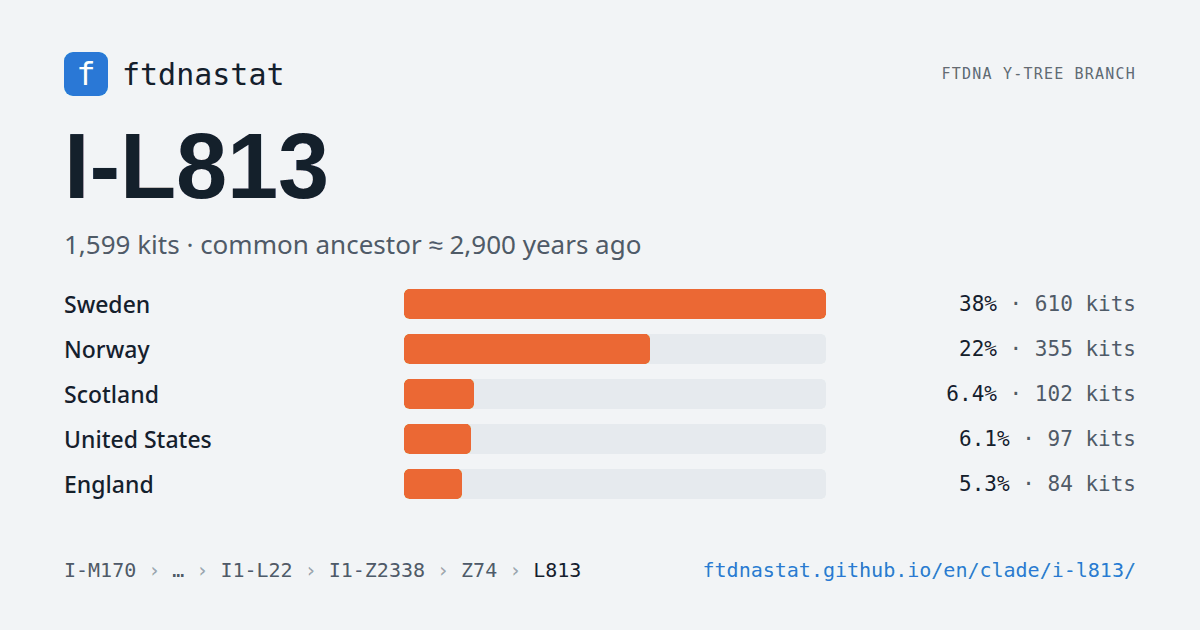 f ftdnastat
FTDNA Y-TREE BRANCH
I-L813
1,599 kits · common ancestor ≈ 2,900 years ago
Sweden 38% · 610 kits
Norway 22% · 355 kits
Scotland 6.4% · 102 kits
United States 6.1% · 97 kits
England 5.3% · 84 kits
I-M170 › … › I1-L22 › I1-Z2338 › Z74 › L813
ftdnastat.github.io/en/clade/i-l813/